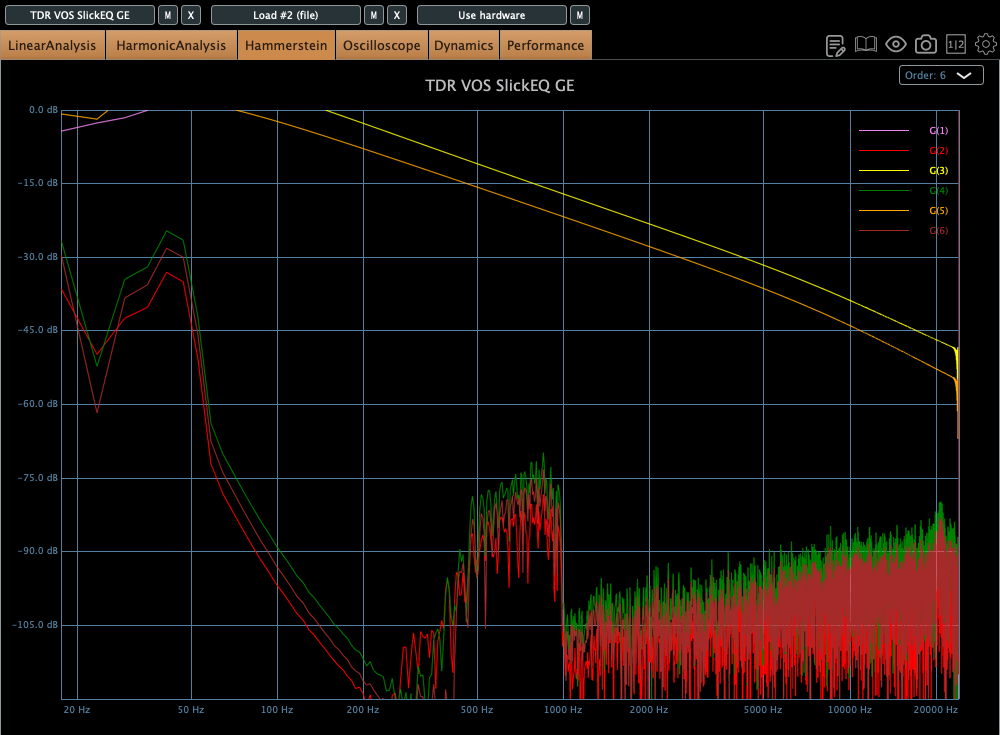 TDR VOS SlickEQ GE M X Load #2 (file) M X Use hardware M
LinearAnalysis HarmonicAnalysis Hammerstein Oscilloscope Dynamics Performance
1|2
Order: 6
TDR VOS SlickEQ GE
0.0 dB
-15.0 dB
-30.0 dB
-45.0 dB
-60.0 dB
-75.0 dB
-90.0 dB
-105.0 dB
G(1)
G(2)
G(3)
G(4)
G(5)
G(6)
20 Hz 50 Hz 100 Hz 200 Hz 500 Hz 1000 Hz 2000 Hz 5000 Hz 10000 Hz 20000 Hz